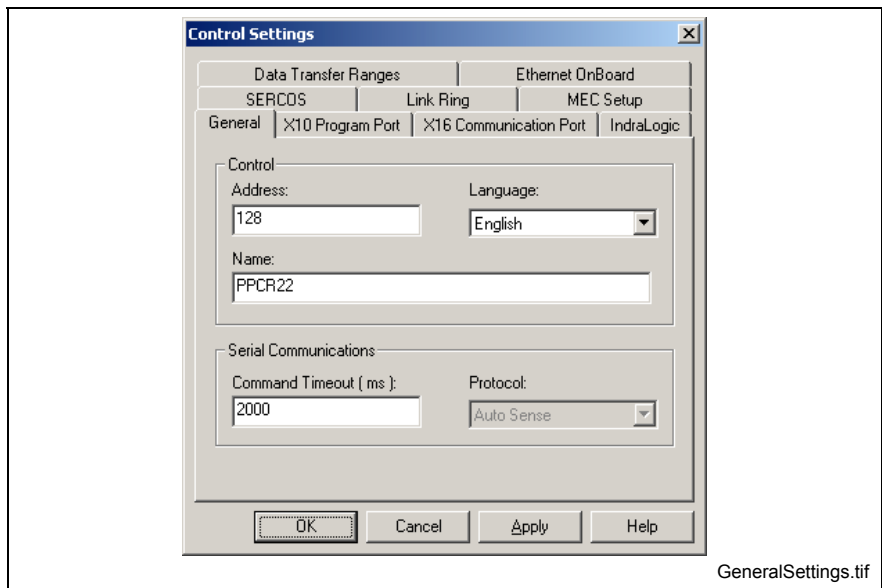 Control Settings
Data Transfer Ranges Ethernet OnBoard
SERCOS Link Ring MEC Setup
General X10 Program Port X16 Communication Port IndraLogic
Control
Address: Language:
128 English
Name:
PPCR22
Serial Communications
Command Timeout ( ms ): Protocol:
2000 Auto Sense
OK Cancel Apply Help
GeneralSettings.tif